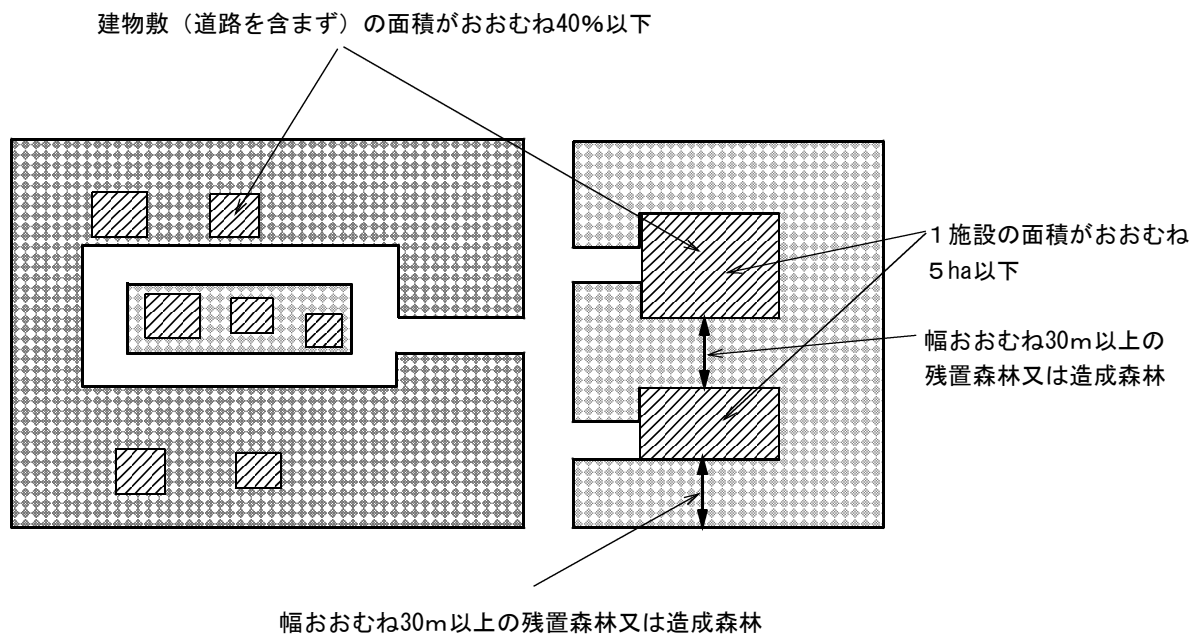 建物敷（道路を含まず）の面積がおおむね40%以下
１施設の面積がおおむね
５ha以下
幅おおむね30ｍ以上の
残置森林又は造成森林
幅おおむね30ｍ以上の残置森林又は造成森林